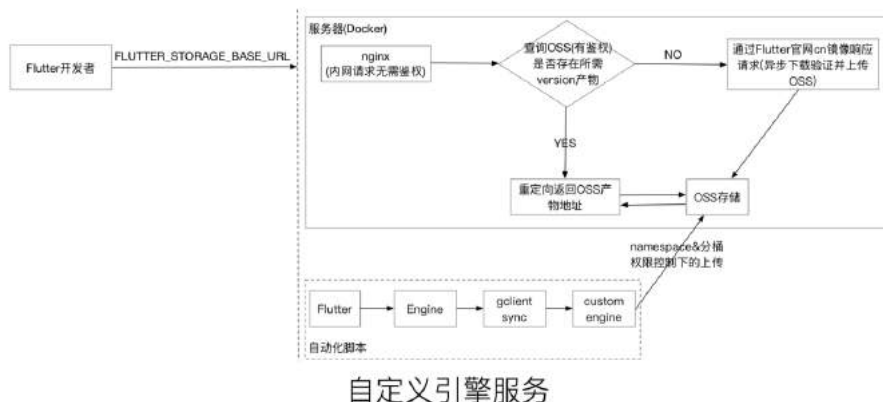 服务器(Docker)
Flutter开发者
FLUTTER_STORAGE_BASE_URL
nginx
(内网请求无需鉴权)
查询OSS(有鉴权)
是否存在所需
version产物
NO
通过Flutter官网cn镜像响应
请求(异步下载验证并上传
OSS)
YES
重定向返回OSS产
物地址
OSS存储
namespace&分桶
权限控制下的上传
Flutter
Engine
gclient
sync
custom
engine
自动化脚本
自定义引擎服务